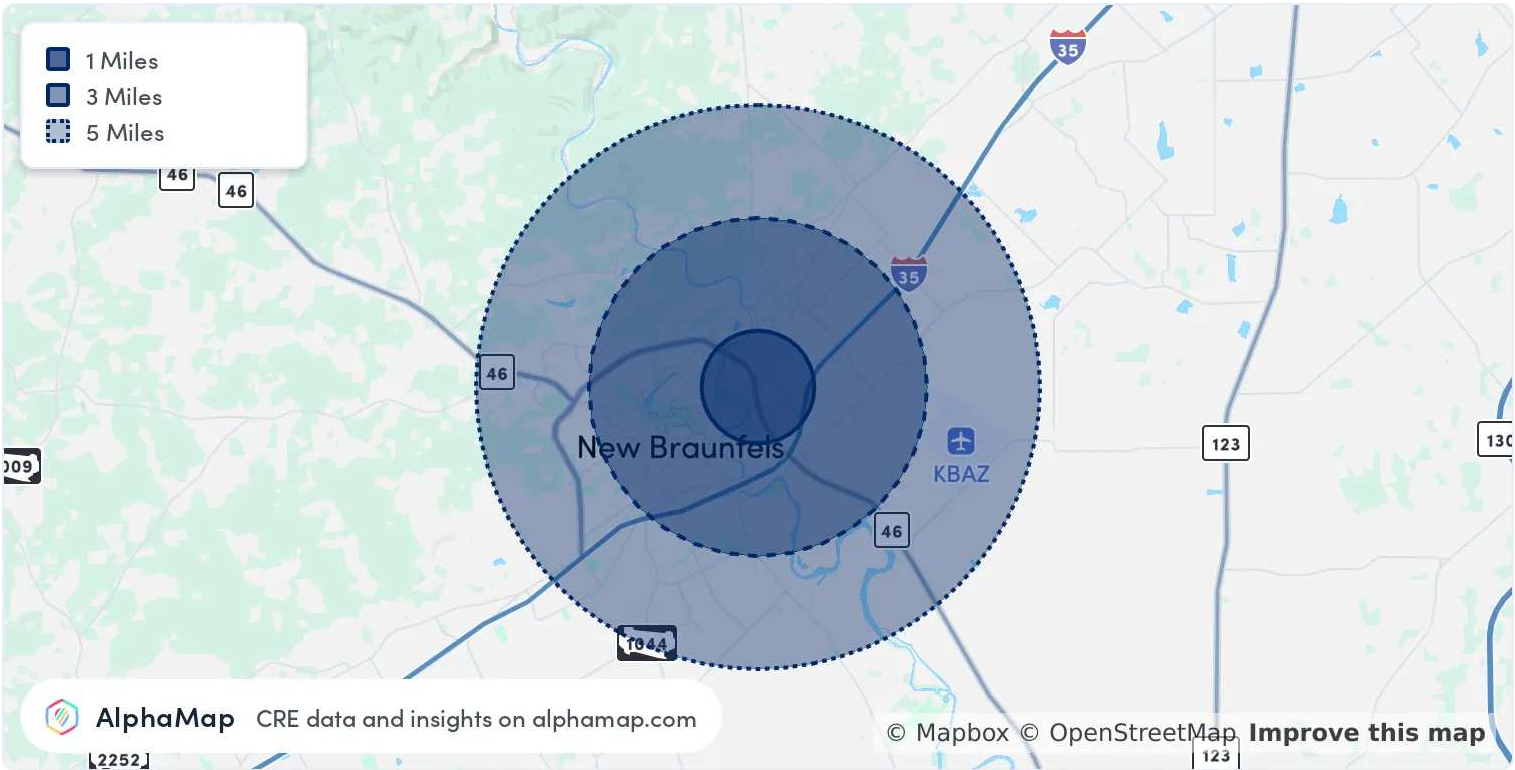 35
1 Miles
3 Miles
5 Miles
46
46
35
46
New Braunfels
123
130
009
KBAZ
46
1044
AlphaMap CRE data and insights on alphamap.com
© Mapbox © OpenStreetMap Improve this map
2252
123